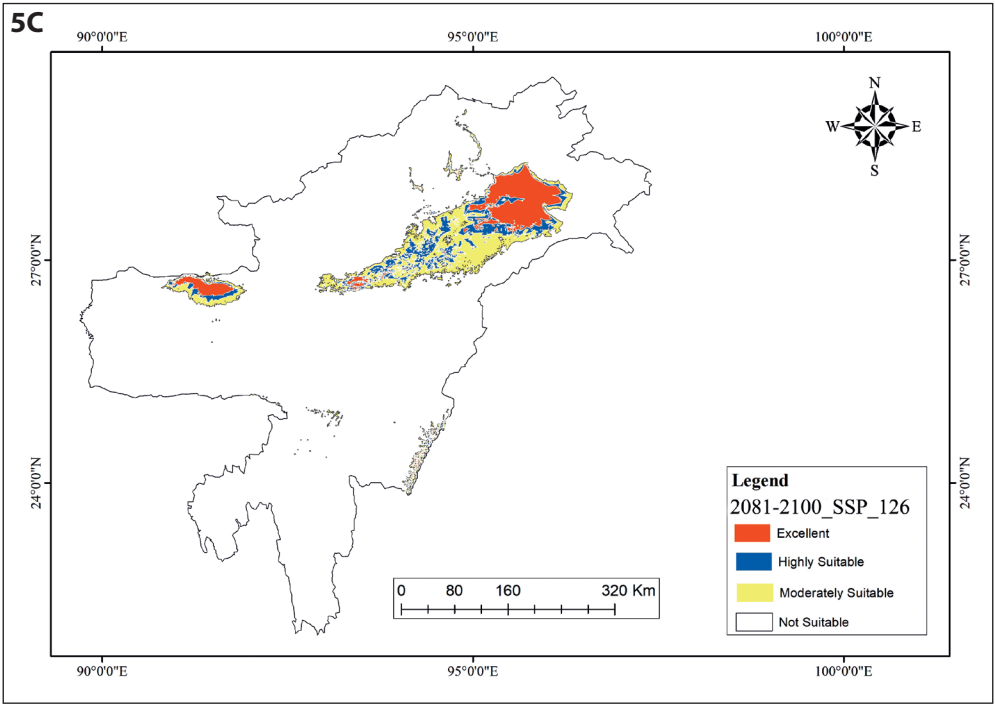 5C
90°0'0"E 95°0'0"E 100°0'0"E
N
W E
S
27°0'0"N 27°0'0"N
24°0'0"N 24°0'0"N
Legend
2081-2100_SSP_126
Excellent
Highly Suitable
Moderately Suitable
Not Suitable
0 80 160 320 Km
90°0'0"E 95°0'0"E 100°0'0"E